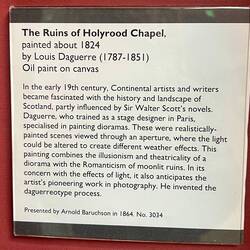 The Ruins of Holyrood Chapel,
painted about 1824
by Louis Daguerre (1787-1851)
Oil paint on canvas
In the early 19th century, Continental artists and writers
became fascinated with the history and landscape of
Scotland, partly influenced by Sir Walter Scott's novels.
Daguerre, who trained as a stage designer in Paris,
specialised in painting dioramas. These were realistically-
painted scenes viewed through an aperture, where the light
could be altered to create different weather effects. This
painting combines the illusionism and theatricality of a
diorama with the Romanticism of moonlit ruins. In its
concern with the effects of light, it also anticipates the
artist's pioneering work in photography. He invented the
daguerreotype process.
Presented by Arnold Baruchson in 1864. No. 3034